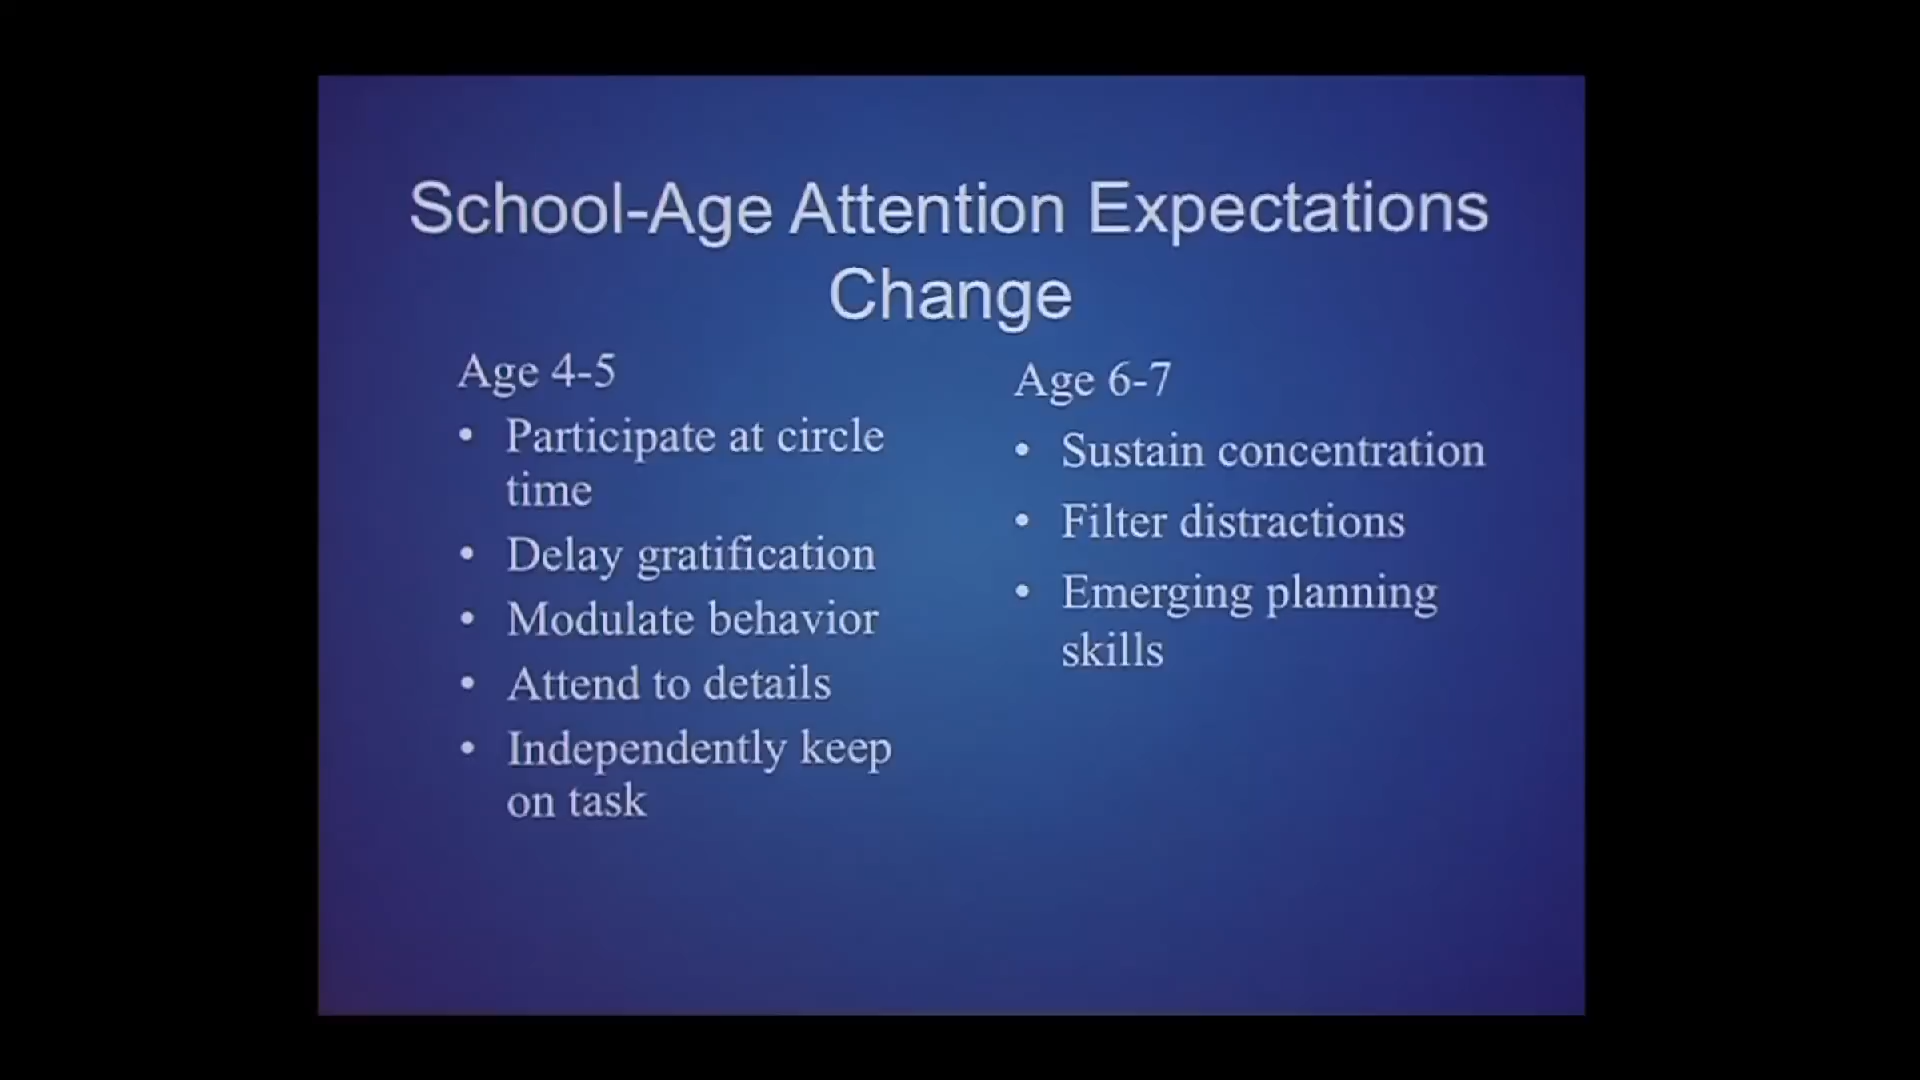 School-Age Attention Expectations
Change
Age 4-5
• Participate at circle
time
• Delay gratification
• Modulate behavior
• Attend to details
• Independently keep
on task
Age 6-7
• Sustain concentration
• Filter distractions
• Emerging planning
skills